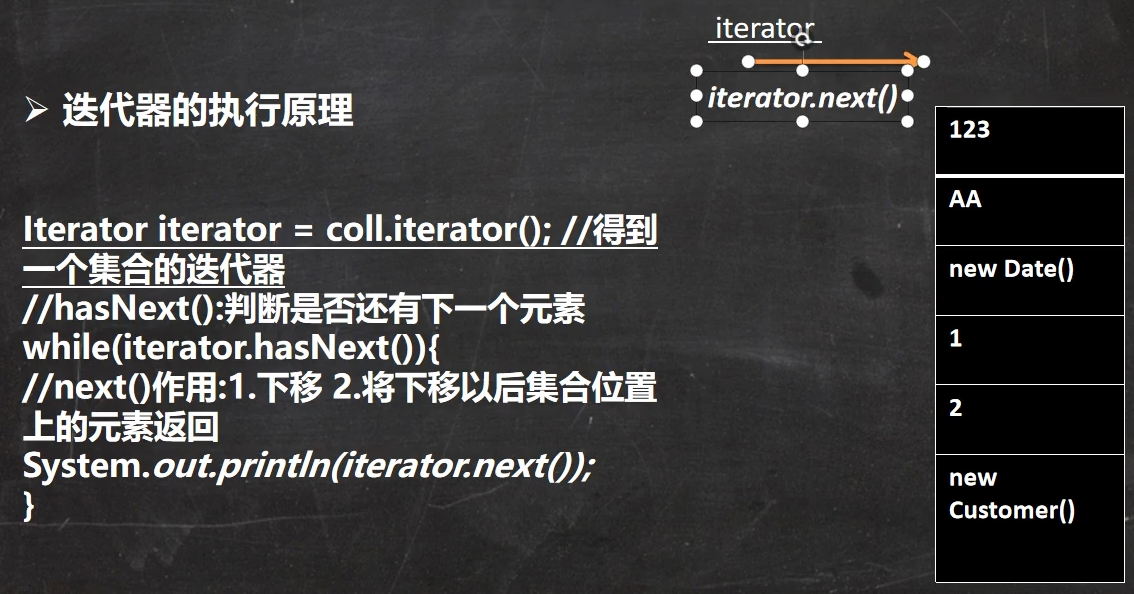 iterator
iterator.next()
迭代器的执行原理
Iterator iterator = coll.iterator(); //得到
一个集合的迭代器
//hasNext():判断是否还有下一个元素
while(iterator.hasNext()){
//next()作用:1.下移 2.将下移以后集合位置
上的元素返回
System.out.println(iterator.next());
}
123
AA
new Date()
1
2
new
Customer()